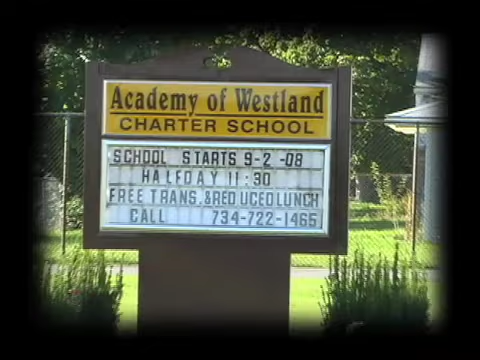 Academy of Westland
CHARTER SCHOOL
SCHOOL STARTS 9-2 -08
HALFDAY 11:30
FREE TRANS, & REDUCED LUNCH
CALL 734-722-1465